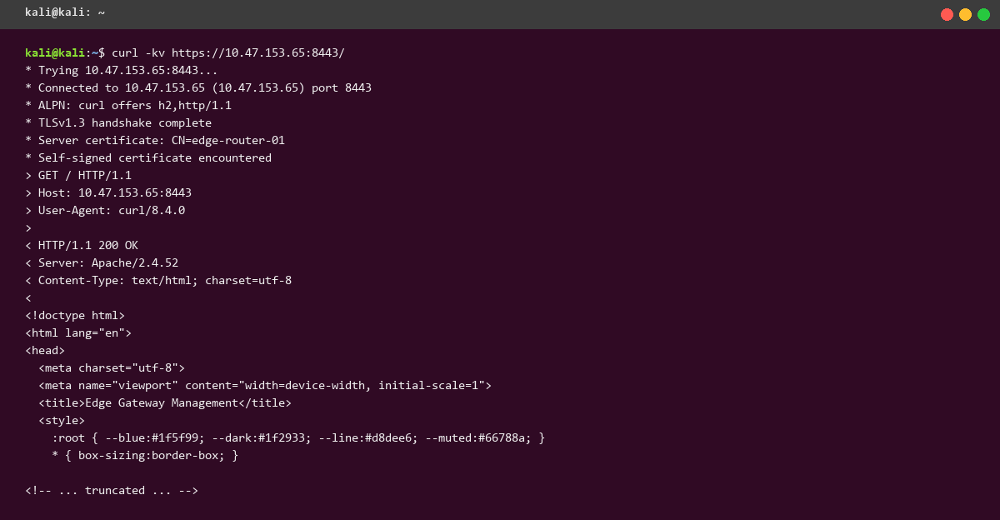 kali@kali: ~
kali@kali:~$ curl -kv https://10.47.153.65:8443/
* Trying 10.47.153.65:8443...
* Connected to 10.47.153.65 (10.47.153.65) port 8443
* ALPN: curl offers h2,http/1.1
* TLSv1.3 handshake complete
* Server certificate: CN=edge-router-01
* Self-signed certificate encountered
> GET / HTTP/1.1
> Host: 10.47.153.65:8443
> User-Agent: curl/8.4.0
>
< HTTP/1.1 200 OK
< Server: Apache/2.4.52
< Content-Type: text/html; charset=utf-8
<
<!doctype html>
<html lang="en">
<head>
  <meta charset="utf-8">
  <meta name="viewport" content="width=device-width, initial-scale=1">
  <title>Edge Gateway Management</title>
  <style>
    :root { --blue:#1f5f99; --dark:#1f2933; --line:#d8dee6; --muted:#66788a; }
    * { box-sizing:border-box; }
<!-- ... truncated ... -->